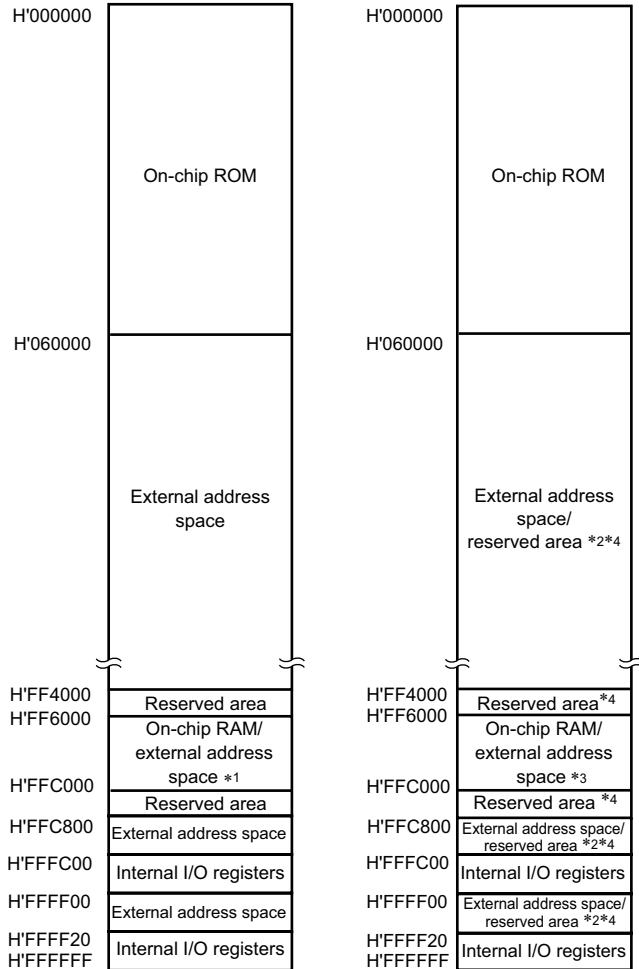 H'000000
On-chip ROM
H'060000
External address
space
H'FF4000
Reserved area
H'FF6000
On-chip RAM/
external address
space *1
H'FFC000
Reserved area
H'FFC800
External address space
H'FFFC00
Internal I/O registers
H'FFFF00
External address space
H'FFFF20
Internal I/O registers
H'FFFFFF
H'000000
On-chip ROM
H'060000
External address
space/
reserved area *2*4
H'FF4000
Reserved area*4
H'FF6000
On-chip RAM/
external address
space *3
H'FFC000
Reserved area *4
H'FFC800
External address space/
reserved area *2*4
H'FFFC00
Internal I/O registers
H'FFFF00
External address space/
reserved area *2*4
H'FFFF20
Internal I/O registers
H'FFFFFF